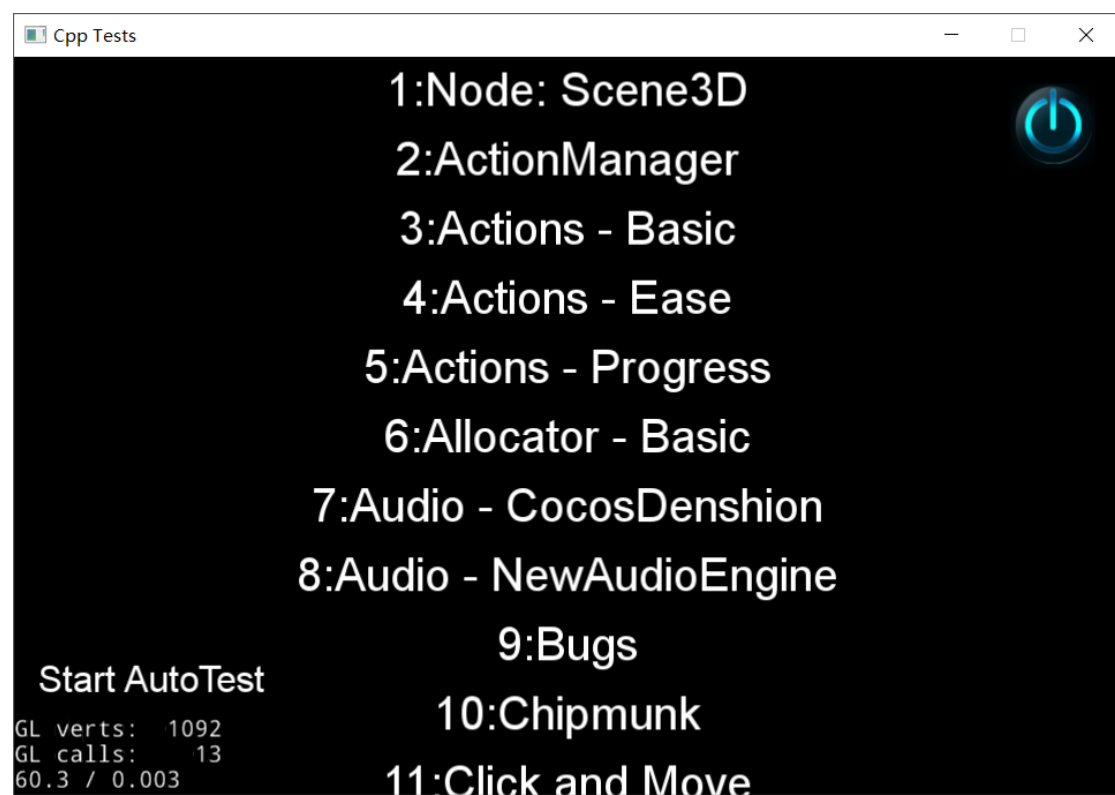 Cpp Tests
1:Node: Scene3D
2:ActionManager
3:Actions - Basic
4:Actions - Ease
5:Actions - Progress
6:Allocator - Basic
7:Audio - CocosDenshion
8:Audio - NewAudioEngine
9:Bugs
10:Chipmunk
11:Click and Move
Start AutoTest
GL verts: 1092
GL calls: 13
60.3 / 0.003